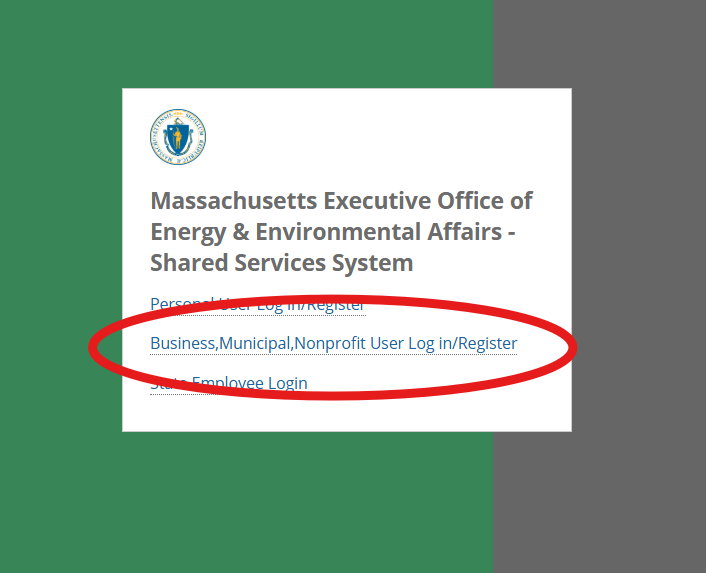 Massachusetts Executive Office of
Energy & Environmental Affairs -
Shared Services System
Personal User Log in/Register
Business,Municipal,Nonprofit User Log in/Register
State Employee Login